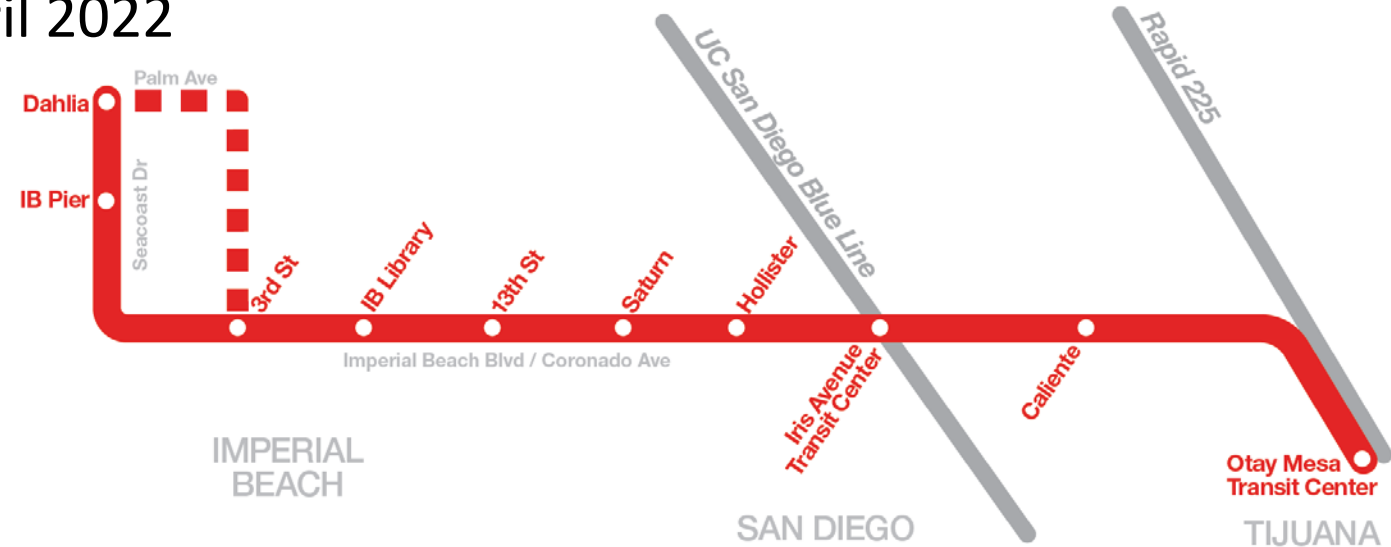 2022
Palm Ave
Dahlia
IB Pier
Seacoast Dr
3rd St
IB Library
13th St
Saturn
Hollister
UC San Diego Blue Line
Rapid 225
Imperial Beach Blvd / Coronado Ave
Iris Avenue
Transit Center
Caliente
Otay Mesa
Transit Center
IMPERIAL
BEACH
SAN DIEGO
TIJUANA